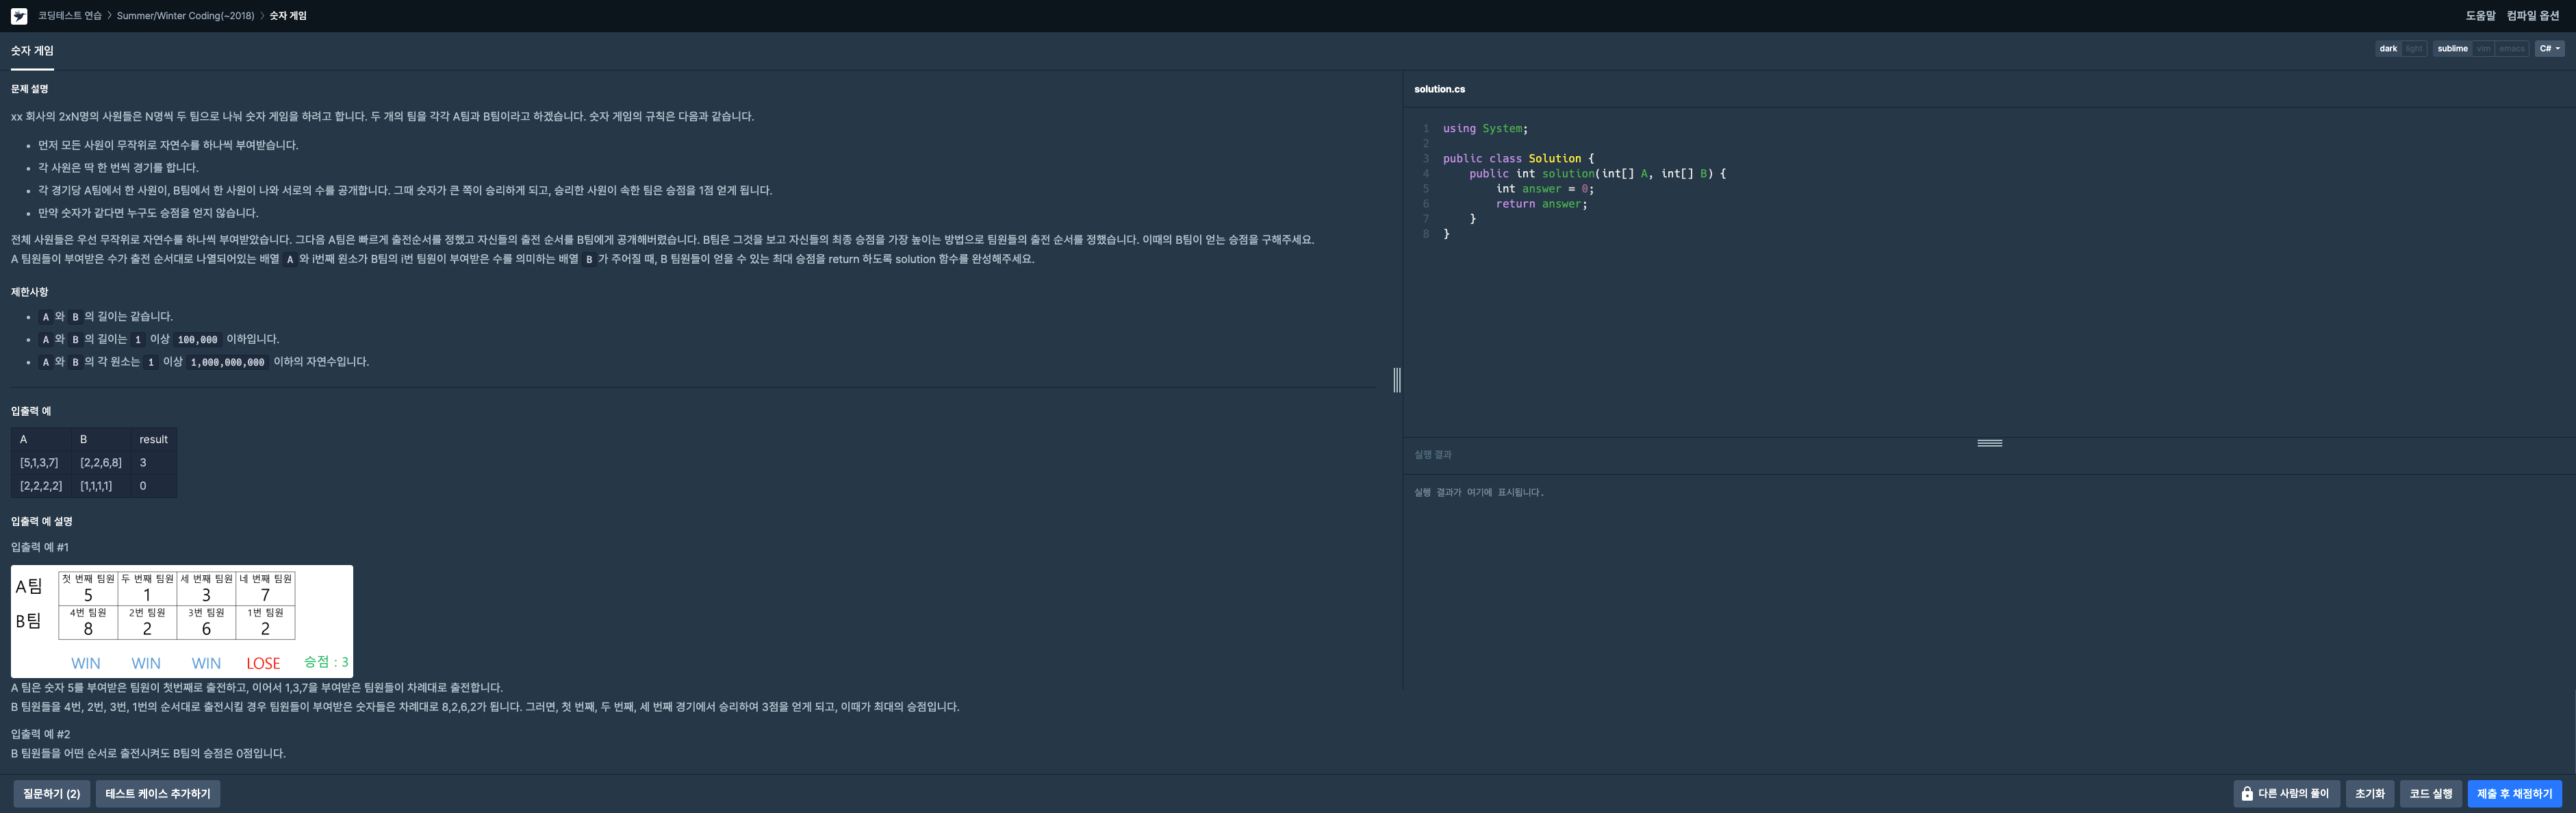 코딩테스트 연습 > Summer/Winter Coding(~2018) > 숫자 게임
도움말 컴파일 옵션
숫자 게임
dark light sublime vim emacs C#
문제 설명
xx 회사의 2xN명의 사원들은 N명씩 두 팀으로 나눠 숫자 게임을 하려고 합니다. 두 개의 팀을 각각 A팀과 B팀이라고 하겠습니다. 숫자 게임의 규칙은 다음과 같습니다.
• 먼저 모든 사원이 무작위로 자연수를 하나씩 부여받습니다.
• 각 사원은 딱 한 번씩 경기를 합니다.
• 각 경기당 A팀에서 한 사원이, B팀에서 한 사원이 나와 서로의 수를 공개합니다. 그때 숫자가 큰 쪽이 승리하게 되고, 승리한 사원이 속한 팀은 승점을 1점 얻게 됩니다.
• 만약 숫자가 같다면 누구도 승점을 얻지 않습니다.
전체 사원들은 우선 무작위로 자연수를 하나씩 부여받았습니다. 그다음 A팀은 빠르게 출전순서를 정했고 자신들의 출전 순서를 B팀에게 공개해버렸습니다. B팀은 그것을 보고 자신들의 최종 승점을 가장 높이는 방법으로 팀원들의 출전 순서를 정했습니다. 이때의 B팀이 얻는 승점을 구해주세요.
A 팀원들이 부여받은 수가 출전 순서대로 나열되어있는 배열 A와 i번째 원소가 B팀의 i번 팀원이 부여받은 수를 의미하는 배열 B가 주어질 때, B 팀원들이 얻을 수 있는 최대 승점을 return 하도록 solution 함수를 완성해주세요.
제한사항
• A와 B의 길이는 같습니다.
• A와 B의 길이는 1 이상 100,000 이하입니다.
• A와 B의 각 원소는 1 이상 1,000,000,000 이하의 자연수입니다.
입출력 예
A B result
[5,1,3,7] [2,2,6,8] 3
[2,2,2,2] [1,1,1,1] 0
입출력 예 설명
입출력 예 #1
첫 번째 팀원 두 번째 팀원 세 번째 팀원 네 번째 팀원
A팀 5 1 3 7
4번 팀원 2번 팀원 3번 팀원 1번 팀원
B팀 8 2 6 2
WIN WIN WIN LOSE 승점 : 3
A 팀은 숫자 5를 부여받은 팀원이 첫번째로 출전하고, 이어서 1,3,7을 부여받은 팀원들이 차례대로 출전합니다.
B 팀원들을 4번, 2번, 3번, 1번의 순서대로 출전시킬 경우 팀원들이 부여받은 숫자들은 차례대로 8,2,6,2가 됩니다. 그러면, 첫 번째, 두 번째, 세 번째 경기에서 승리하여 3점을 얻게 되고, 이때가 최대의 승점입니다.
입출력 예 #2
B 팀원들을 어떤 순서로 출전시켜도 B팀의 승점은 0점입니다.
solution.cs
1 using System;
2
3 public class Solution {
4 public int solution(int[] A, int[] B) {
5 int answer = 0;
6 return answer;
7 }
8 }
실행 결과
실행 결과가 여기에 표시됩니다.
질문하기 (2) 테스트 케이스 추가하기
다른 사람의 풀이 초기화 코드 실행 제출 후 채점하기